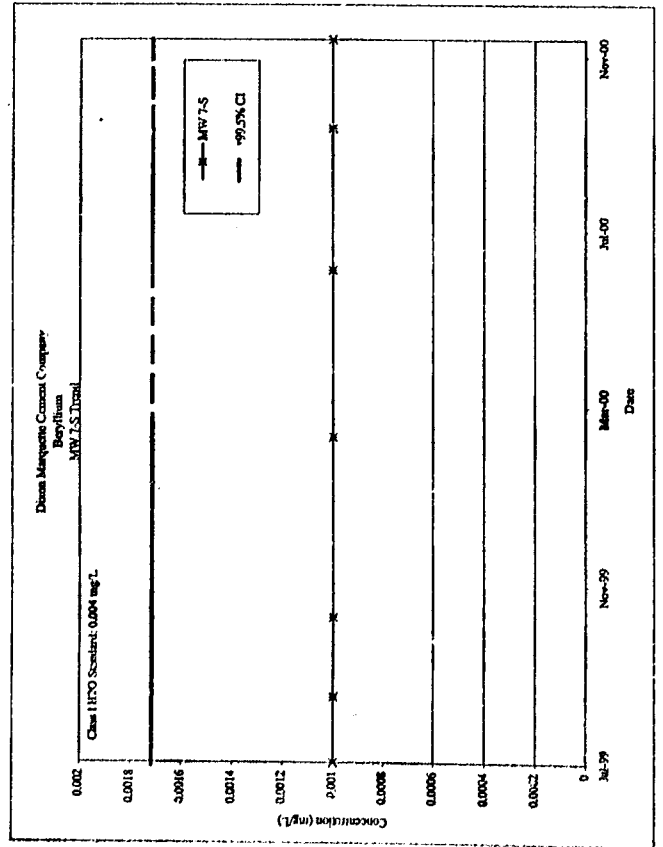 Dixon Marquette Cement Company
Beryllium
MW 7-S Trend
Class I H2O Standard: 0.004 mg/L
MW 7-S
+99.5% CI
Concentration (mg/L)
0.002
0.0018
0.0016
0.0014
0.0012
0.001
0.0008
0.0006
0.0004
0.0002
0
Jul-99
Nov-99
Mar-00
Jul-00
Nov-00
Date